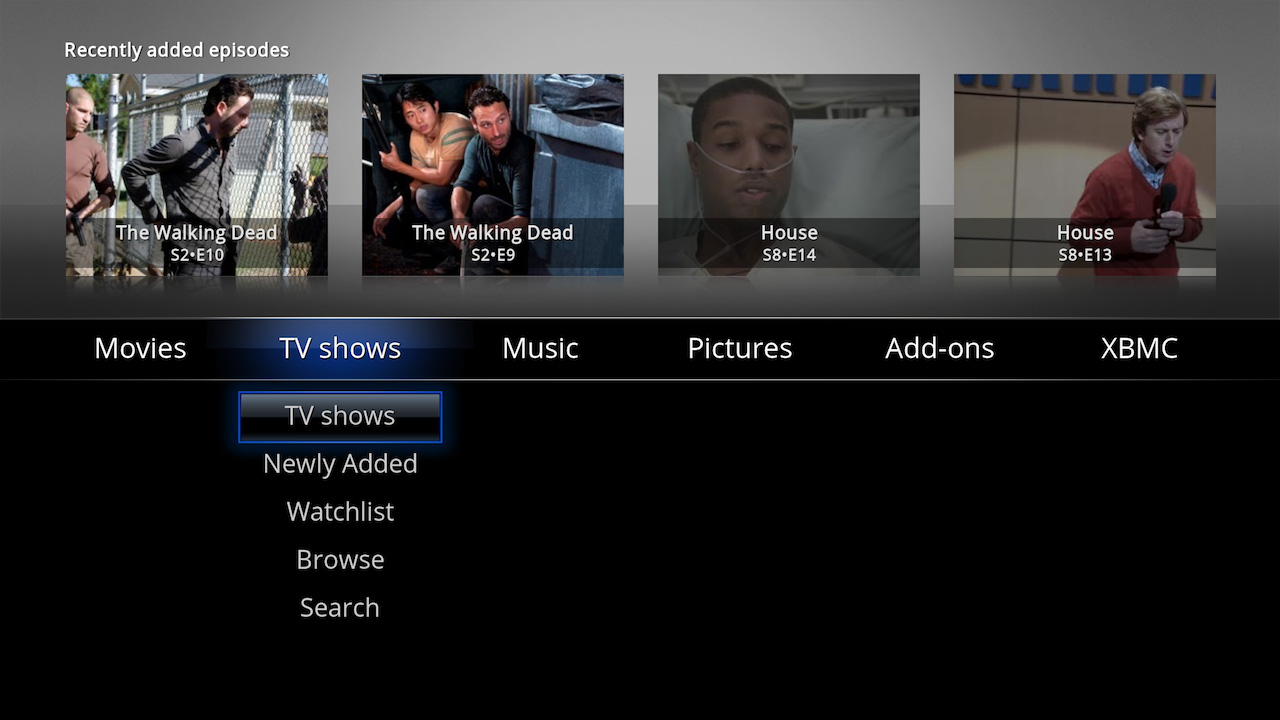 Recently added episodes
The Walking Dead
S2•E10
The Walking Dead
S2•E9
House
S8•E14
House
S8•E13
Movies
TV shows
Music
Pictures
Add-ons
XBMC
TV shows
Newly Added
Watchlist
Browse
Search